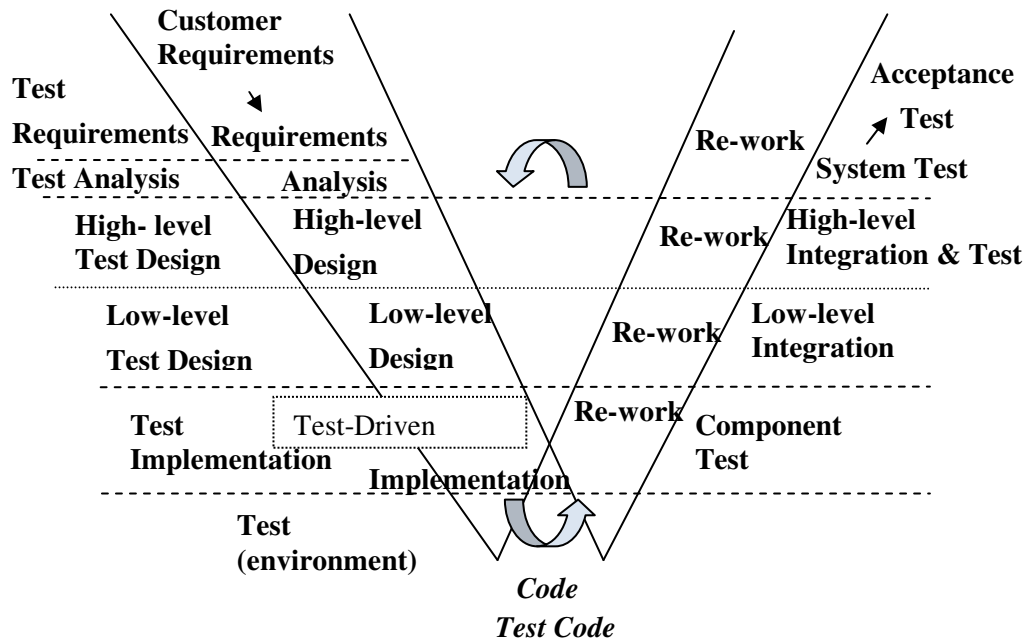 Customer
Requirements
Test
Requirements
Requirements
Re-work
Acceptance
Test
System Test
Test Analysis
Analysis
High- level
Test Design
High-level
Design
Re-work
High-level
Integration & Test
Low-level
Test Design
Low-level
Design
Re-work
Low-level
Integration
Test
Implementation
Test-Driven
Implementation
Re-work
Component
Test
Test
(environment)
Code
Test Code